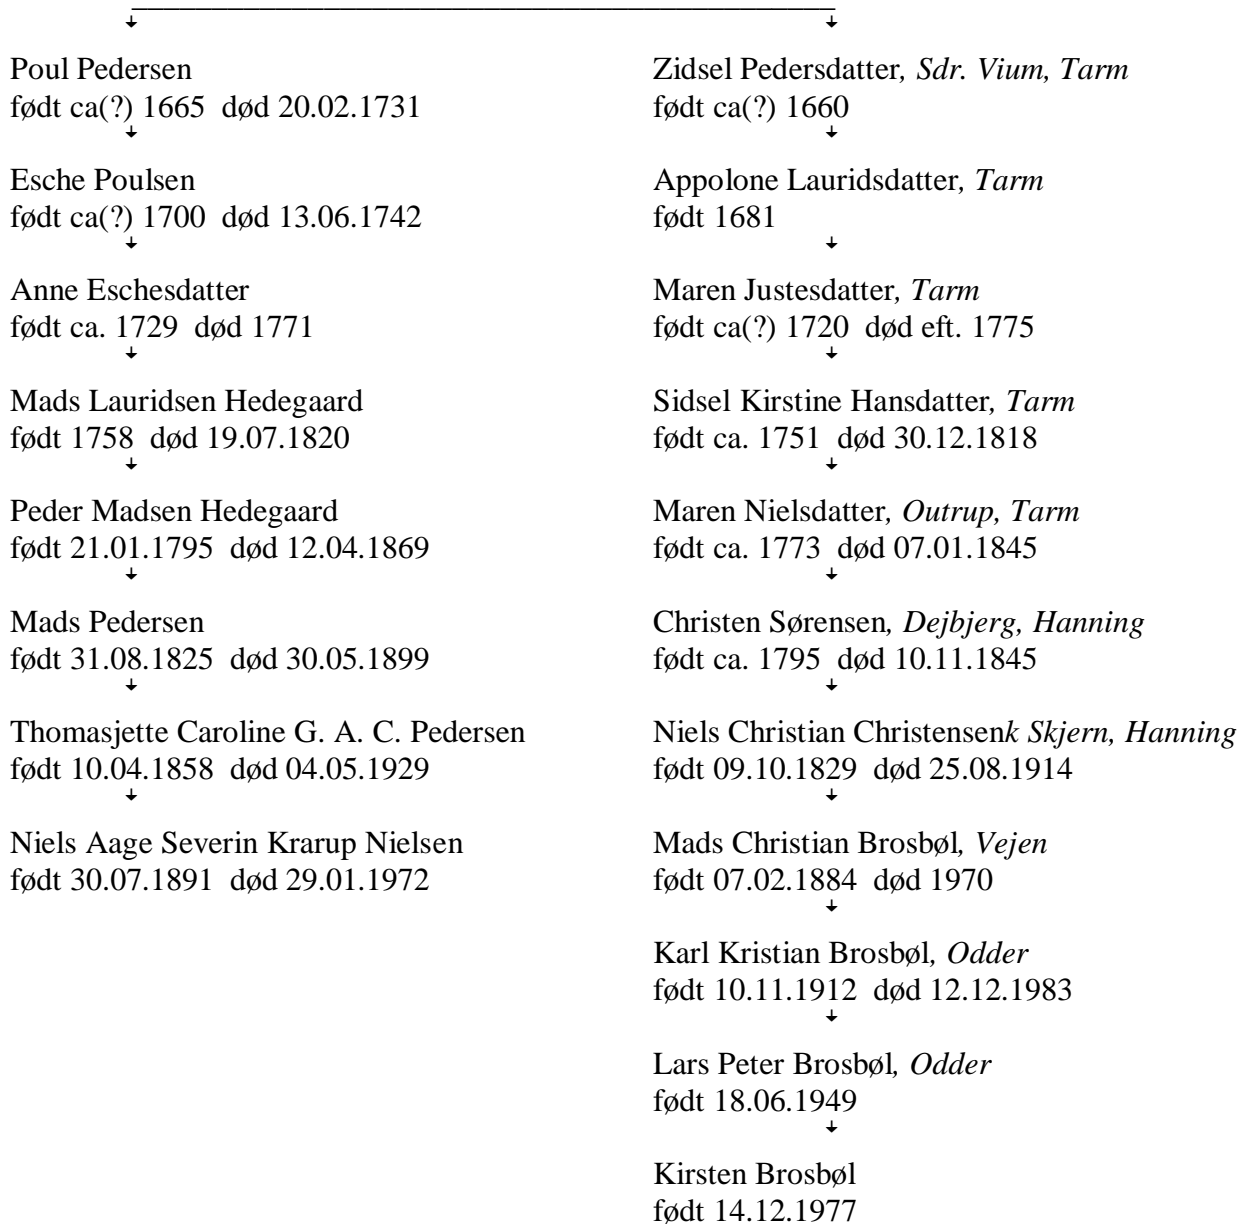 Poul Pedersen
født ca(?) 1665 død 20.02.1731
Esche Poulsen
født ca(?) 1700 død 13.06.1742
Anne Eschesdatter
født ca. 1729 død 1771
Mads Lauridsen Hedegaard
født 1758 død 19.07.1820
Peder Madsen Hedegaard
født 21.01.1795 død 12.04.1869
Mads Pedersen
født 31.08.1825 død 30.05.1899
Thomasjette Caroline G. A. C. Pedersen
født 10.04.1858 død 04.05.1929
Niels Aage Severin Krarup Nielsen
født 30.07.1891 død 29.01.1972
Zidsel Pedersdatter, Sdr. Vium, Tarm
født ca(?) 1660
Appolone Lauridsdatter, Tarm
født 1681
Maren Justesdatter, Tarm
født ca(?) 1720 død eft. 1775
Sidsel Kirstine Hansdatter, Tarm
født ca. 1751 død 30.12.1818
Maren Nielsdatter, Outrup, Tarm
født ca. 1773 død 07.01.1845
Christen Sørensen, Dejbjerg, Hanning
født ca. 1795 død 10.11.1845
Niels Christian Christensenk Skjern, Hanning
født 09.10.1829 død 25.08.1914
Mads Christian Brosbøl, Vejen
født 07.02.1884 død 1970
Karl Kristian Brosbøl, Odder
født 10.11.1912 død 12.12.1983
Lars Peter Brosbøl, Odder
født 18.06.1949
Kirsten Brosbøl
født 14.12.1977